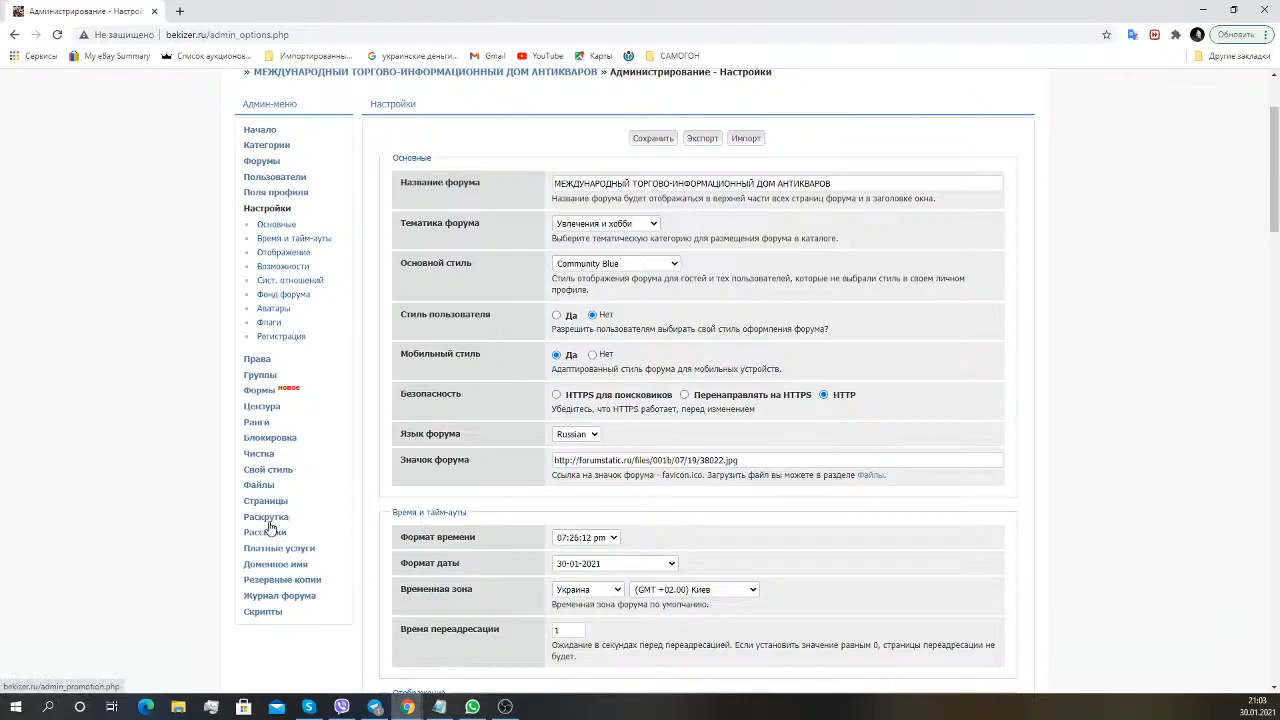 Администрирование - Настройки
Не защищено
bekizer.ru/admin_options.php
Обновить
Сервисы
My eBay Summary
Список аукционов...
Импортированны...
украинские деньги...
Gmail
YouTube
Карты
САМОГОН
Другие закладки
» МЕЖДУНАРОДНЫЙ ТОРГОВО-ИНФОРМАЦИОННЫЙ ДОМ АНТИКВАРОВ » Администрирование - Настройки
Админ-меню
Начало
Категории
Форумы
Пользователи
Поля профиля
Настройки
Основные
Время и тайм-ауты
Отображение
Возможности
Сист. отношений
Фонд форума
Аватары
Флаги
Регистрация
Права
Группы
Формы новое
Цензура
Ранги
Блокировка
Чистка
Свой стиль
Файлы
Страницы
Раскрутка
Платные услуги
Доменное имя
Резервные копии
Журнал форума
Скрипты
Настройки
Сохранить Экспорт Импорт
Основные
Название форума
МЕЖДУНАРОДНЫЙ ТОРГОВО-ИНФОРМАЦИОННЫЙ ДОМ АНТИКВАРОВ
Название форума будет отображаться в верхней части всех страниц форума и в заголовке окна.
Тематика форума
Увлечения и хобби
Выберите тематическую категорию для размещения форума в каталоге.
Основной стиль
Community Blue
Стиль отображения форума для гостей и тех пользователей, которые не выбрали стиль в своем личном
профиле.
Стиль пользователя
Да Нет
Разрешить пользователям выбирать свой стиль оформления форума?
Мобильный стиль
Да Нет
Адаптированный стиль форума для мобильных устройств.
Безопасность
HTTPS для поисковиков Перенаправлять на HTTPS HTTP
Убедитесь, что HTTPS работает, перед изменением
Язык форума
Russian
Значок форума
http://forumstatic.ru/files/001b/07/19/38022.jpg
Ссылка на значок форума - favicon.ico. Загрузить файл вы можете в разделе Файлы.
Время и тайм-ауты
Формат времени
07:26:12 pm
Формат даты
30-01-2021
Временная зона
Украина (GMT +02.00) Киев
Временная зона форума по умолчанию.
Время переадресации
1
Ожидание в секундах перед переадресацией. Если установить значение равным 0, страницы переадресации не
будет.
Отображение
bekizer.ru/admin_promotion.php
21:03
30.01.2021